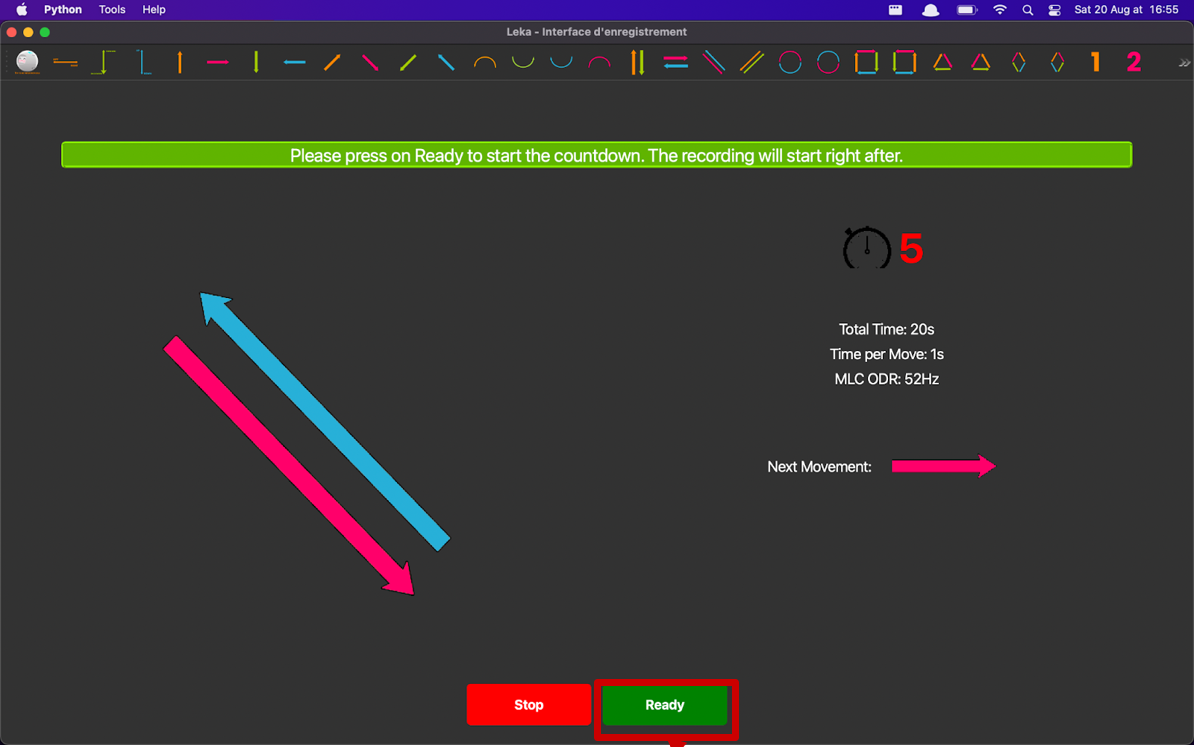 Python Tools Help Sat 20 Aug at 16:55
Leka - Interface d'enregistrement
1 2
Please press on Ready to start the countdown. The recording will start right after.
5
Total Time: 20s
Time per Move: 1s
MLC ODR: 52Hz
Next Movement:
Stop Ready